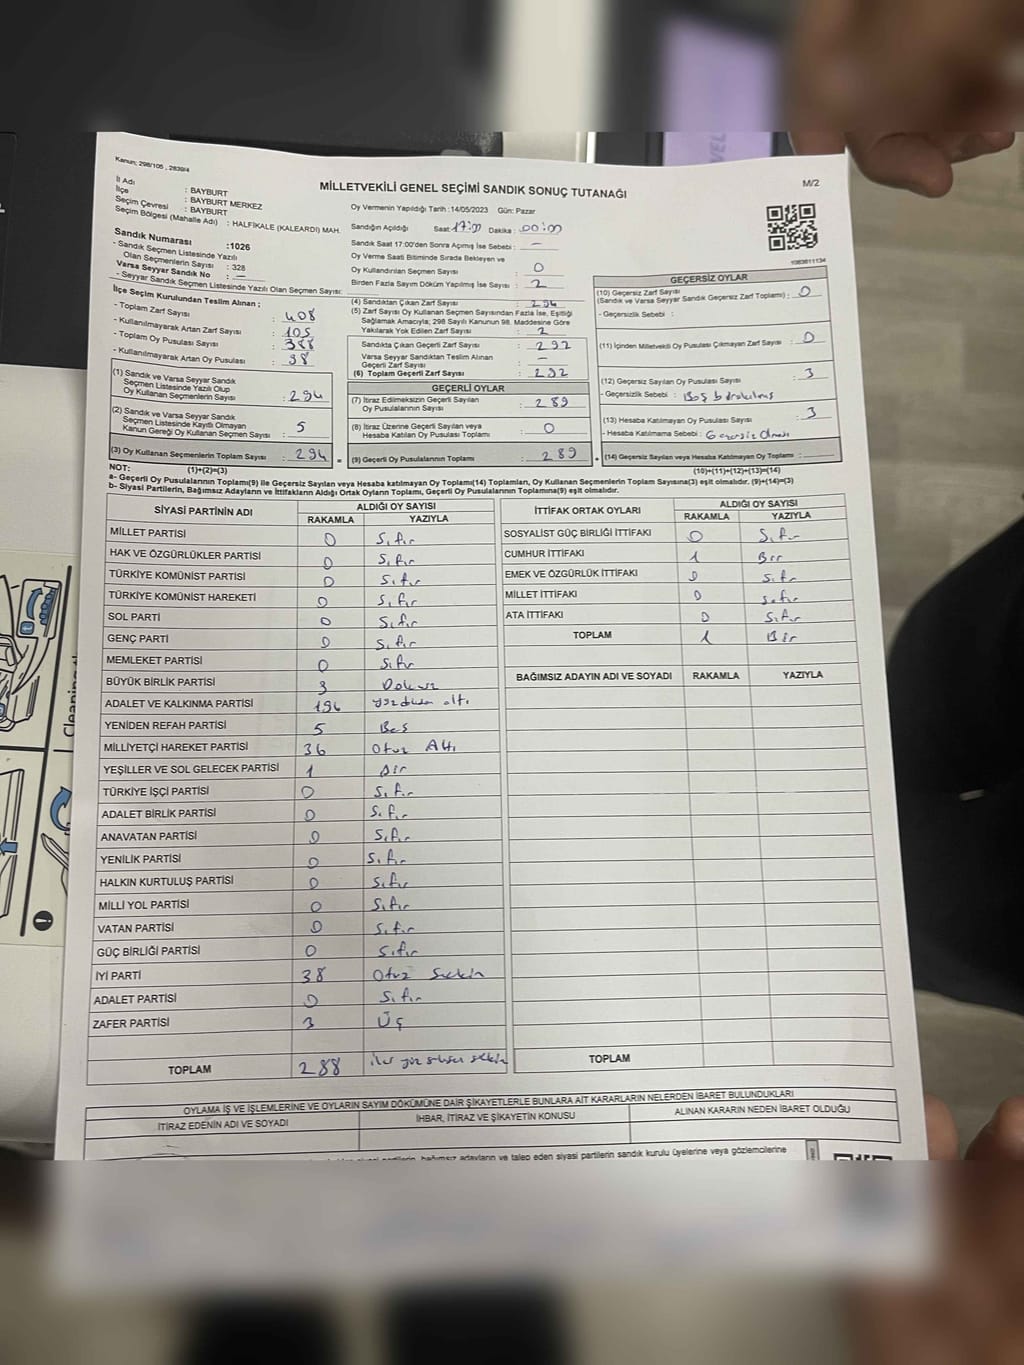 Kanun; 298/105 , 2839/4
MİLLETVEKİLİ GENEL SEÇİMİ SANDIK SONUÇ TUTANAĞI
M/2
İl Adı : BAYBURT
İlçe : BAYBURT MERKEZ
Seçim Çevresi : BAYBURT
Seçim Bölgesi (Mahalle Adı) : HALFİKALE (KALEARDI) MAH.
Sandık Numarası :1026
- Sandık Seçmen Listesinde Yazılı
Olan Seçmenlerin Sayısı : 328
Varsa Seyyar Sandık No : —
- Seyyar Sandık Seçmen Listesinde Yazılı Olan Seçmen Sayısı:
Oy Vermenin Yapıldığı Tarih :14/05/2023 Gün: Pazar
Sandığın Açıldığı Saat: 17:00 Dakika : 00:00
Sandık Saat 17:00'den Sonra Açımış İse Sebebi : —
Oy Verme Saati Bitiminde Sırada Bekleyen ve
Oy Kullandırılan Seçmen Sayısı : 0
Birden Fazla Sayım Döküm Yapılmış İse Sayısı : 2
1083611134
İlçe Seçim Kurulundan Teslim Alınan :
- Toplam Zarf Sayısı : 408
- Kullanılmayarak Artan Zarf Sayısı : 105
- Toplam Oy Pusulası Sayısı : 388
- Kullanılmayarak Artan Oy Pusulası : 98
(1) Sandık ve Varsa Seyyar Sandık
Seçmen Listesinde Yazılı Olup
Oy Kullanan Seçmenlerin Sayısı : 294
(2) Sandık ve Varsa Seyyar Sandık
Seçmen Listesinde Kayıtlı Olmayan
Kanun Gereği Oy Kullanan Seçmen Sayısı : 5
(3) Oy Kullanan Seçmenlerin Toplam Sayısı : 294
(4) Sandıktan Çıkan Zarf Sayısı : 294
(5) Zarf Sayısı Oy Kullanan Seçmen Sayısından Fazla İse, Eşitliği
Sağlamak Amacıyla; 298 Sayılı Kanunun 98. Maddesine Göre
Yakılarak Yok Edilen Zarf Sayısı : 2
Sandıkta Çıkan Geçerli Zarf Sayısı : 292
Varsa Seyyar Sandıktan Teslim Alınan
Geçerli Zarf Sayısı : —
(6) Toplam Geçerli Zarf Sayısı : 292
GEÇERLİ OYLAR
(7) İtiraz Edilmeksizin Geçerli Sayılan
Oy Pusulalarının Sayısı : 289
(8) İtiraz Üzerine Geçerli Sayılan veya
Hesaba Katılan Oy Pusulası Toplamı : 0
= (9) Geçerli Oy Pusulalarının Toplamı : 289
GEÇERSİZ OYLAR
(10) Geçersiz Zarf Sayısı
(Sandık ve Varsa Seyyar Sandık Geçersiz Zarf Toplamı) : 0
- Geçersizlik Sebebi :
(11) İçinden Milletvekili Oy Pusulası Çıkmayan Zarf Sayısı : 0
(12) Geçersiz Sayılan Oy Pusulası Sayısı : 3
- Geçersizlik Sebebi : Boş bırakılmış
(13) Hesaba Katılmayan Oy Pusulası Sayısı : 3
- Hesaba Katılmama Sebebi : Geçersiz Olması
+ (14) Geçersiz Sayılan veya Hesaba Katılmayan Oy Toplamı :
NOT: (1)+(2)=(3) (10)+(11)+(12)+(13)=(14)
a- Geçerli Oy Pusulalarının Toplamı(9) ile Geçersiz Sayılan veya Hesaba Katılmayan Oy Toplamı(14) Toplamları, Oy Kullanan Seçmenlerin Toplam Sayısına(3) eşit olmalıdır. (9)+(14)=(3)
b- Siyasi Partilerin, Bağımsız Adayların ve İttifakların Aldığı Ortak Oyların Toplamı, Geçerli Oy Pusulalarının Toplamına(9) eşit olmalıdır.
SİYASİ PARTİNİN ADI ALDIĞI OY SAYISI
RAKAMLA YAZIYLA
MİLLET PARTİSİ 0 Sıfır
HAK VE ÖZGÜRLÜKLER PARTİSİ 0 Sıfır
TÜRKİYE KOMÜNİST PARTİSİ 0 Sıfır
TÜRKİYE KOMÜNİST HAREKETİ 0 Sıfır
SOL PARTİ 0 Sıfır
GENÇ PARTİ 0 Sıfır
MEMLEKET PARTİSİ 0 Sıfır
BÜYÜK BİRLİK PARTİSİ 9 Dokuz
ADALET VE KALKINMA PARTİSİ 196 yüzdoksan altı
YENİDEN REFAH PARTİSİ 5 Beş
MİLLİYETÇİ HAREKET PARTİSİ 36 Otuz Altı
YEŞİLLER VE SOL GELECEK PARTİSİ 1 Bir
TÜRKİYE İŞÇİ PARTİSİ 0 Sıfır
ADALET BİRLİK PARTİSİ 0 Sıfır
ANAVATAN PARTİSİ 0 Sıfır
YENİLİK PARTİSİ 0 Sıfır
HALKIN KURTULUŞ PARTİSİ 0 Sıfır
MİLLİ YOL PARTİSİ 0 Sıfır
VATAN PARTİSİ 0 Sıfır
GÜÇ BİRLİĞİ PARTİSİ 0 Sıfır
İYİ PARTİ 38 Otuz Sekiz
ADALET PARTİSİ 0 Sıfır
ZAFER PARTİSİ 3 Üç
TOPLAM 288 iki yüz seksen sekiz
İTTİFAK ORTAK OYLARI ALDIĞI OY SAYISI
RAKAMLA YAZIYLA
SOSYALİST GÜÇ BİRLİĞİ İTTİFAKI 0 Sıfır
CUMHUR İTTİFAKI 1 Bir
EMEK VE ÖZGÜRLÜK İTTİFAKI 0 Sıfır
MİLLET İTTİFAKI 0 Sıfır
ATA İTTİFAKI 0 Sıfır
TOPLAM 1 Bir
BAĞIMSIZ ADAYIN ADI VE SOYADI RAKAMLA YAZIYLA
TOPLAM
OYLAMA İŞ VE İŞLEMLERİNE VE OYLARIN SAYIM DÖKÜMÜNE DAİR ŞİKAYETLERLE BUNLARA AİT KARARLARIN NELERDEN İBARET BULUNDUKLARI
İTİRAZ EDENİN ADI VE SOYADI İHBAR, İTİRAZ VE ŞİKAYETİN KONUSU ALINAN KARARIN NEDEN İBARET OLDUĞU
bağımsız adayların ve talep eden siyasi partilerin sandık kurulu üyelerine veya gözlemcilerine
Cleaning